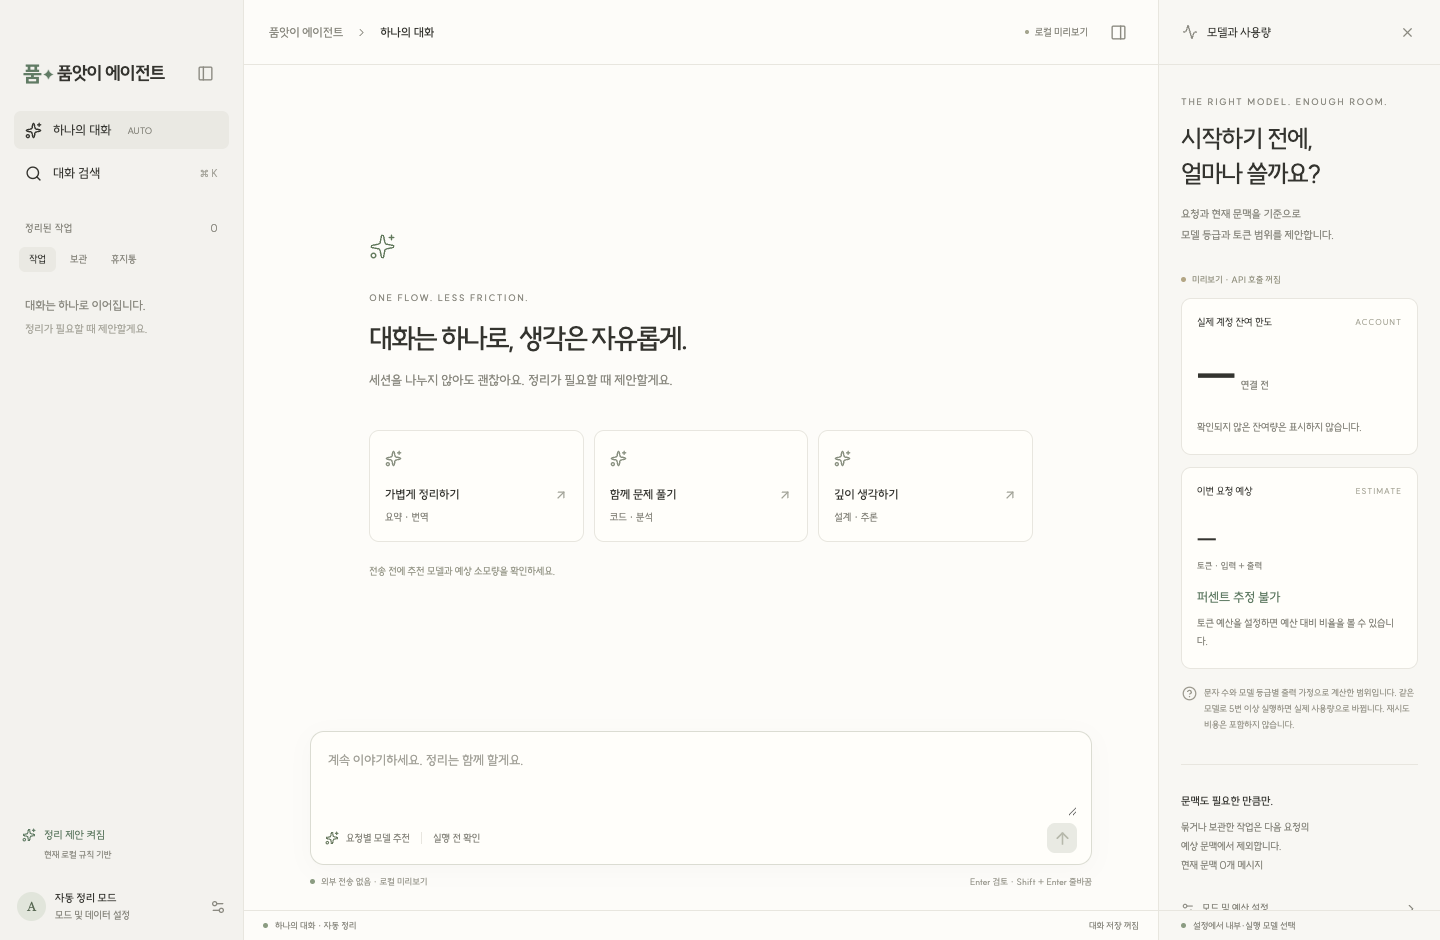 품 품앗이 에이전트
하나의 대화 AUTO
대화 검색 ⌘ K
정리된 작업 0
작업 보관 휴지통
대화는 하나로 이어집니다.
정리가 필요할 때 제안할게요.
정리 제안 켜짐
현재 로컬 규칙 기반
A 자동 정리 모드
모드 및 데이터 설정
품앗이 에이전트 > 하나의 대화
로컬 미리보기
ONE FLOW. LESS FRICTION.
대화는 하나로, 생각은 자유롭게.
세션을 나누지 않아도 괜찮아요. 정리가 필요할 때 제안할게요.
가볍게 정리하기
요약 · 번역
함께 문제 풀기
코드 · 분석
깊이 생각하기
설계 · 추론
전송 전에 추천 모델과 예상 소모량을 확인하세요.
계속 이야기하세요. 정리는 함께 할게요.
요청별 모델 추천 실행 전 확인
외부 전송 없음 · 로컬 미리보기
Enter 검토 · Shift + Enter 줄바꿈
하나의 대화 · 자동 정리
대화 저장 꺼짐
모델과 사용량
THE RIGHT MODEL. ENOUGH ROOM.
시작하기 전에,
얼마나 쓸까요?
요청과 현재 문맥을 기준으로
모델 등급과 토큰 범위를 제안합니다.
미리보기 · API 호출 꺼짐
실제 계정 잔여 한도 ACCOUNT
— 연결 전
확인되지 않은 잔여량은 표시하지 않습니다.
이번 요청 예상 ESTIMATE
—
토큰 · 입력 + 출력
퍼센트 추정 불가
토큰 예산을 설정하면 예산 대비 비율을 볼 수 있습니
다.
문자 수와 모델 등급별 출력 가정으로 계산한 범위입니다. 같은
모델로 5번 이상 실행하면 실제 사용량으로 바뀝니다. 재시도
비용은 포함하지 않습니다.
문맥도 필요한 만큼만.
묶거나 보관한 작업은 다음 요청의
예상 문맥에서 제외합니다.
현재 문맥 0개 메시지
모드 및 예산 설정
설정에서 내부·실행 모델 선택